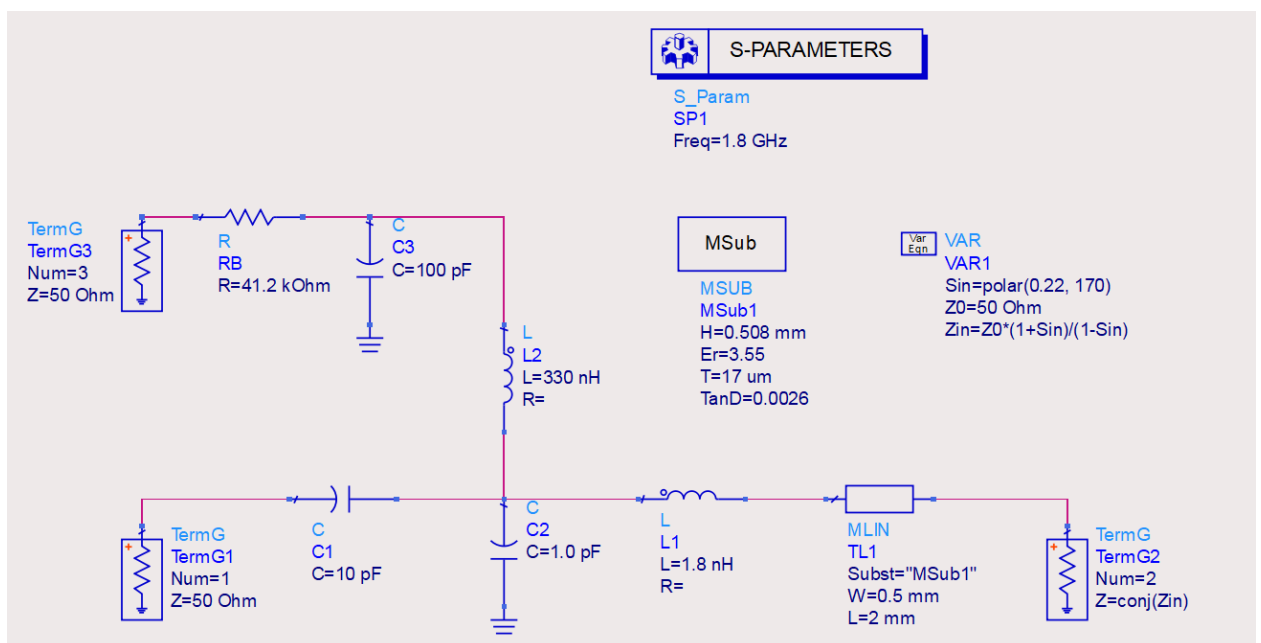 S-PARAMETERS
S_Param
SP1
Freq=1.8 GHz
TermG
TermG3
Num=3
Z=50 Ohm
R
RB
R=41.2 kOhm
C
C3
C=100 pF
L
L2
L=330 nH
R=
MSub
MSUB
MSub1
H=0.508 mm
Er=3.55
T=17 um
TanD=0.0026
Var
Eqn
VAR
VAR1
Sin=polar(0.22, 170)
Z0=50 Ohm
Zin=Z0*(1+Sin)/(1-Sin)
TermG
TermG1
Num=1
Z=50 Ohm
C
C1
C=10 pF
C
C2
C=1.0 pF
L
L1
L=1.8 nH
R=
MLIN
TL1
Subst="MSub1"
W=0.5 mm
L=2 mm
TermG
TermG2
Num=2
Z=conj(Zin)